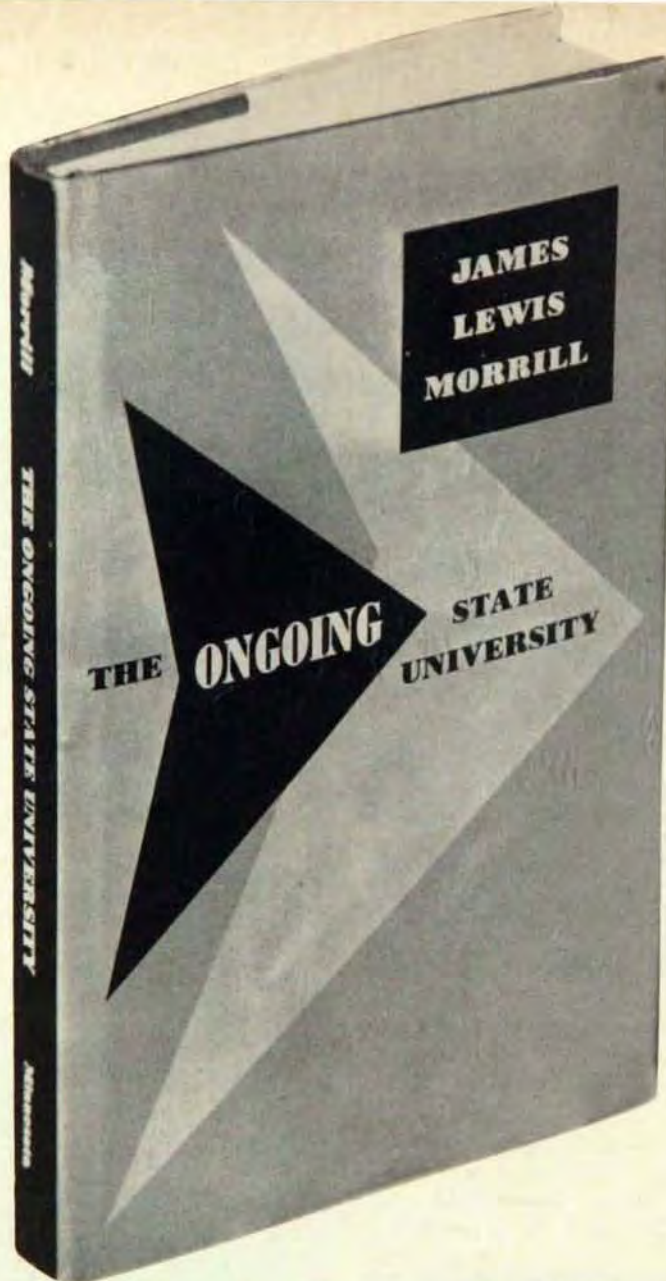 JAMES
LEWIS
MORRILL
THE ONGOING STATE
UNIVERSITY
Morrill THE ONGOING STATE UNIVERSITY Minnesota